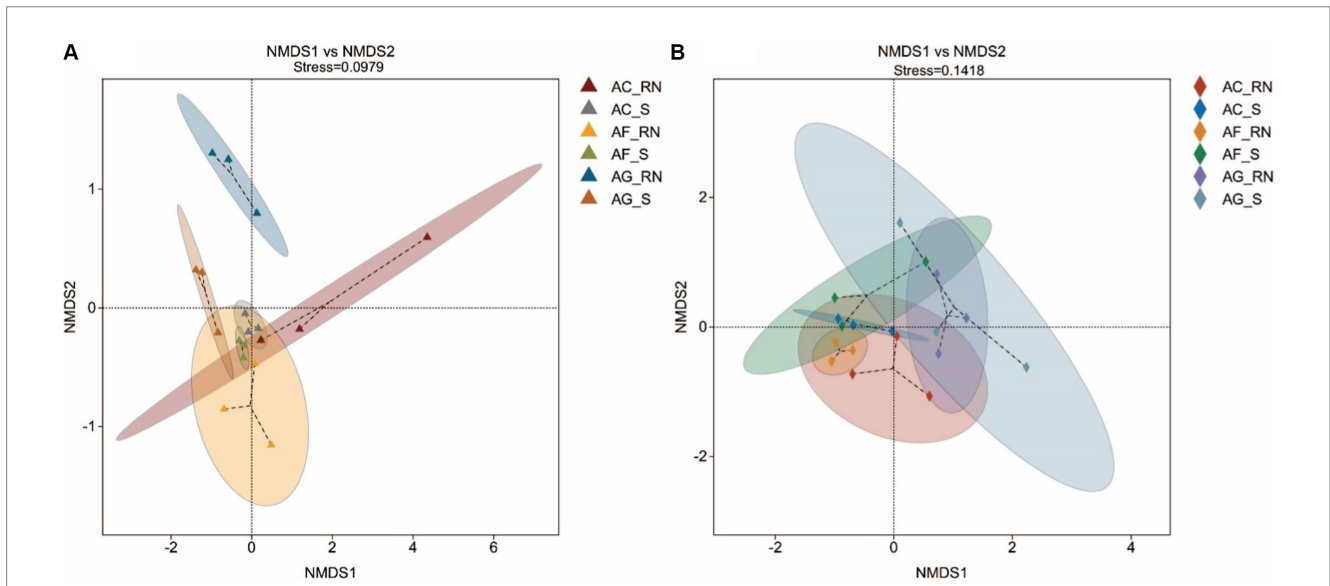 A
NMDS1 vs NMDS2
Stress=0.0979
NMDS2
1
0
-1
-2
0
2
4
6
NMDS1
AC_RN
AC_S
AF_RN
AF_S
AG_RN
AG_S
B
NMDS1 vs NMDS2
Stress=0.1418
NMDS2
2
0
-2
-2
0
2
4
NMDS1
AC_RN
AC_S
AF_RN
AF_S
AG_RN
AG_S